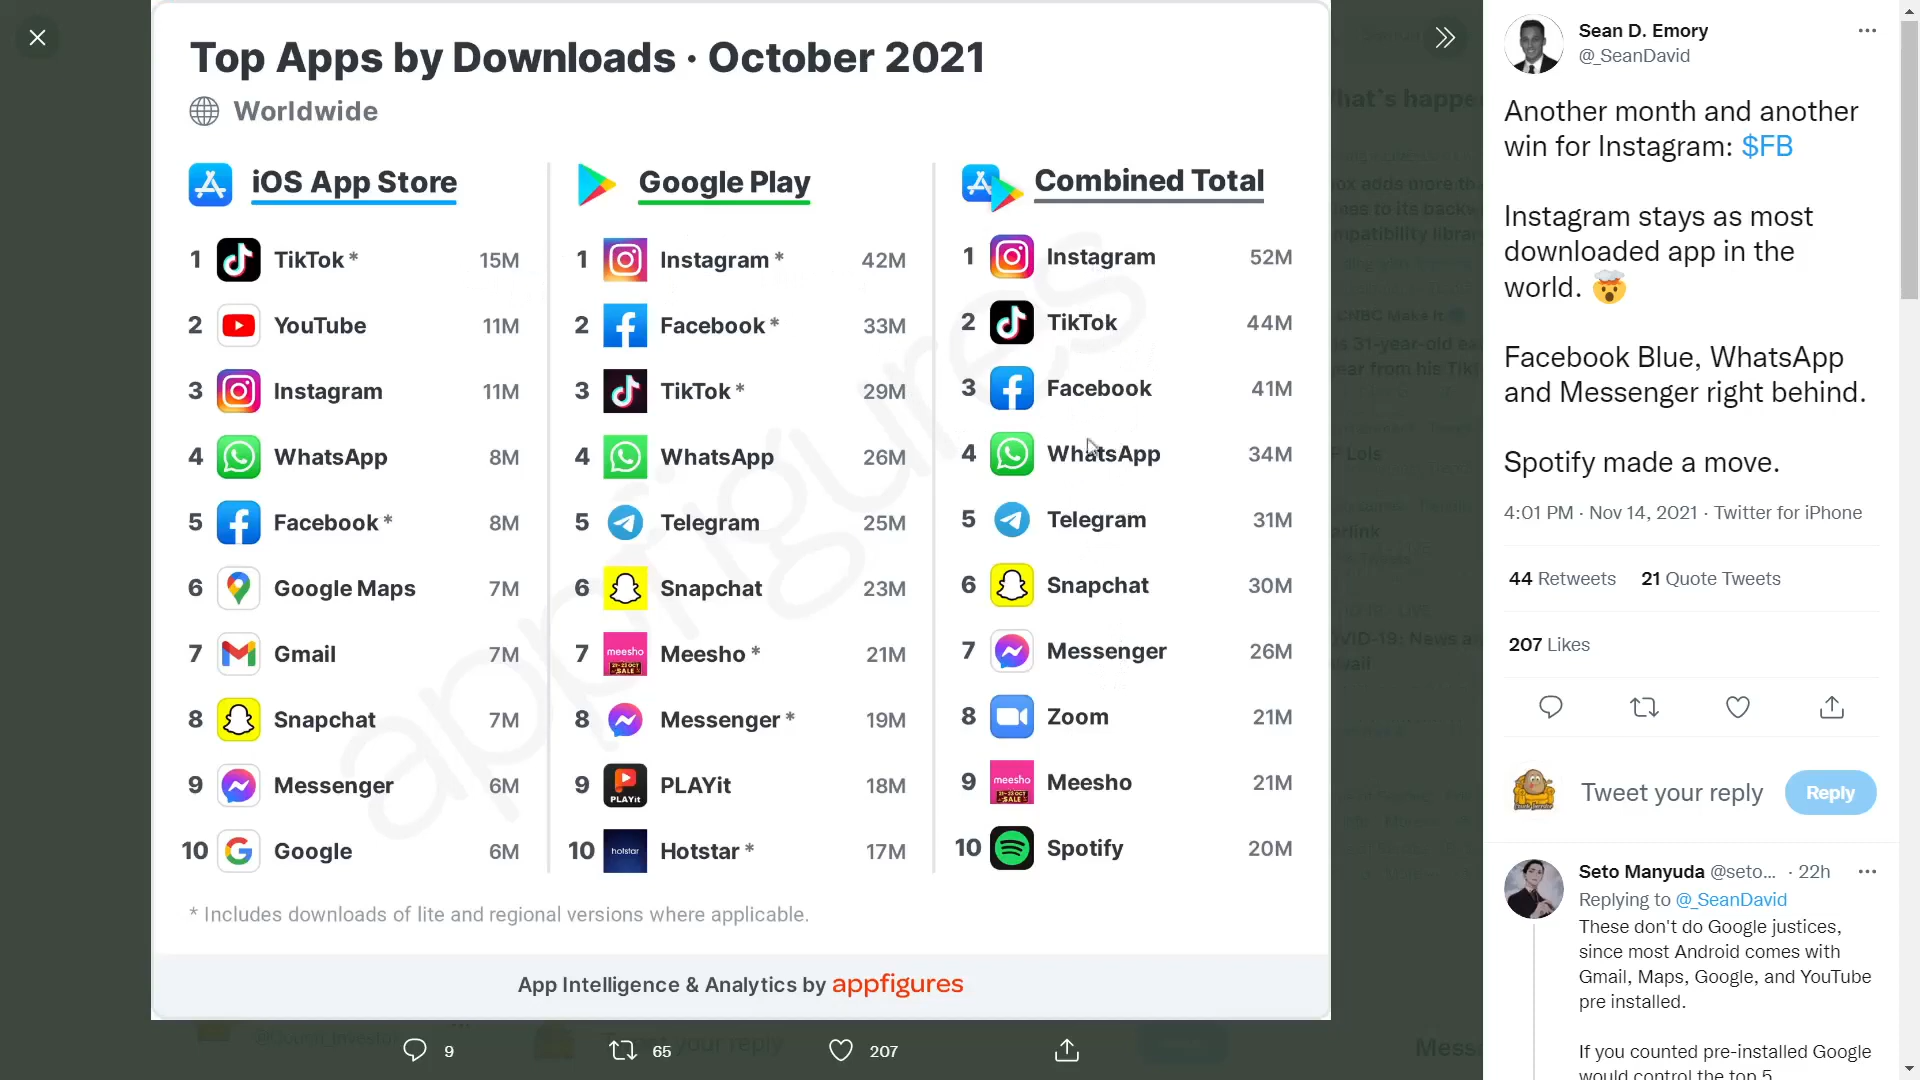 Top Apps by Downloads · October 2021
Worldwide
iOS App Store
1 TikTok * 15M
2 YouTube 11M
3 Instagram 11M
4 WhatsApp 8M
5 Facebook * 8M
6 Google Maps 7M
7 Gmail 7M
8 Snapchat 7M
9 Messenger 6M
10 Google 6M
Google Play
1 Instagram * 42M
2 Facebook * 33M
3 TikTok * 29M
4 WhatsApp 26M
5 Telegram 25M
6 Snapchat 23M
7 meesho Meesho * 21M
8 Messenger * 19M
9 PLAYit PLAYit 18M
10 hotstar Hotstar * 17M
Combined Total
1 Instagram 52M
2 TikTok 44M
3 Facebook 41M
4 WhatsApp 34M
5 Telegram 31M
6 Snapchat 30M
7 Messenger 26M
8 Zoom 21M
9 meesho Meesho 21M
10 Spotify 20M
appfigures
* Includes downloads of lite and regional versions where applicable.
App Intelligence & Analytics by appfigures
9 65 207
Sean D. Emory
@_SeanDavid
Another month and another
win for Instagram: $FB
Instagram stays as most
downloaded app in the
world. 🤯
Facebook Blue, WhatsApp
and Messenger right behind.
Spotify made a move.
4:01 PM · Nov 14, 2021 · Twitter for iPhone
44 Retweets 21 Quote Tweets
207 Likes
Tweet your reply Reply
Seto Manyuda @seto... · 22h
Replying to @_SeanDavid
These don't do Google justices,
since most Android comes with
Gmail, Maps, Google, and YouTube
pre installed.
If you counted pre-installed Google
would control the top 5